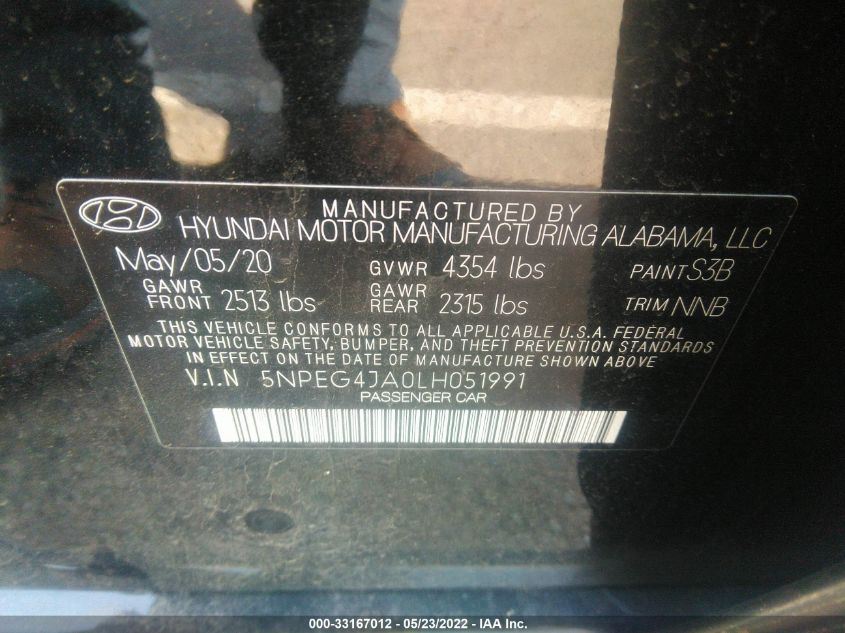 MANUFACTURED BY
HYUNDAI MOTOR MANUFACTURING ALABAMA, LLC
May/05/20 GVWR 4354 lbs PAINT S3B
GAWR FRONT 2513 lbs GAWR REAR 2315 lbs TRIM NNB
THIS VEHICLE CONFORMS TO ALL APPLICABLE U.S.A. FEDERAL
MOTOR VEHICLE SAFETY, BUMPER, AND THEFT PREVENTION STANDARDS
IN EFFECT ON THE DATE OF MANUFACTURE SHOWN ABOVE
V.I.N 5NPEG4JA0LH051991
PASSENGER CAR
000-33167012 - 05/23/2022 - IAA Inc.